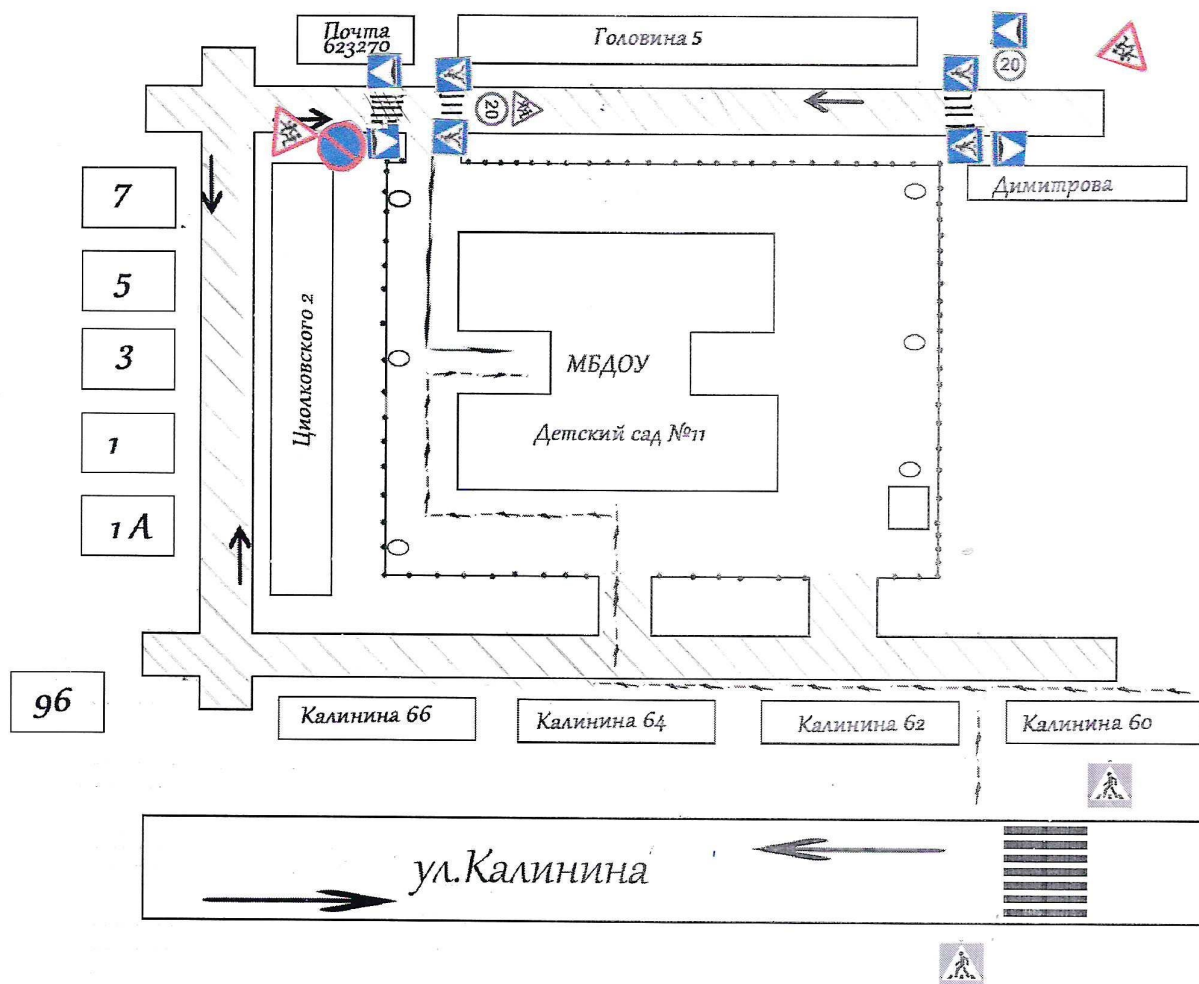 Почта
623270
Головина 5
20
20
Димитрова
7
5
3
1
1А
Циолковского 2
МБДОУ
Детский сад №11
96
Калинина 66
Калинина 64
Калинина 62
Калинина 60
ул.Калинина